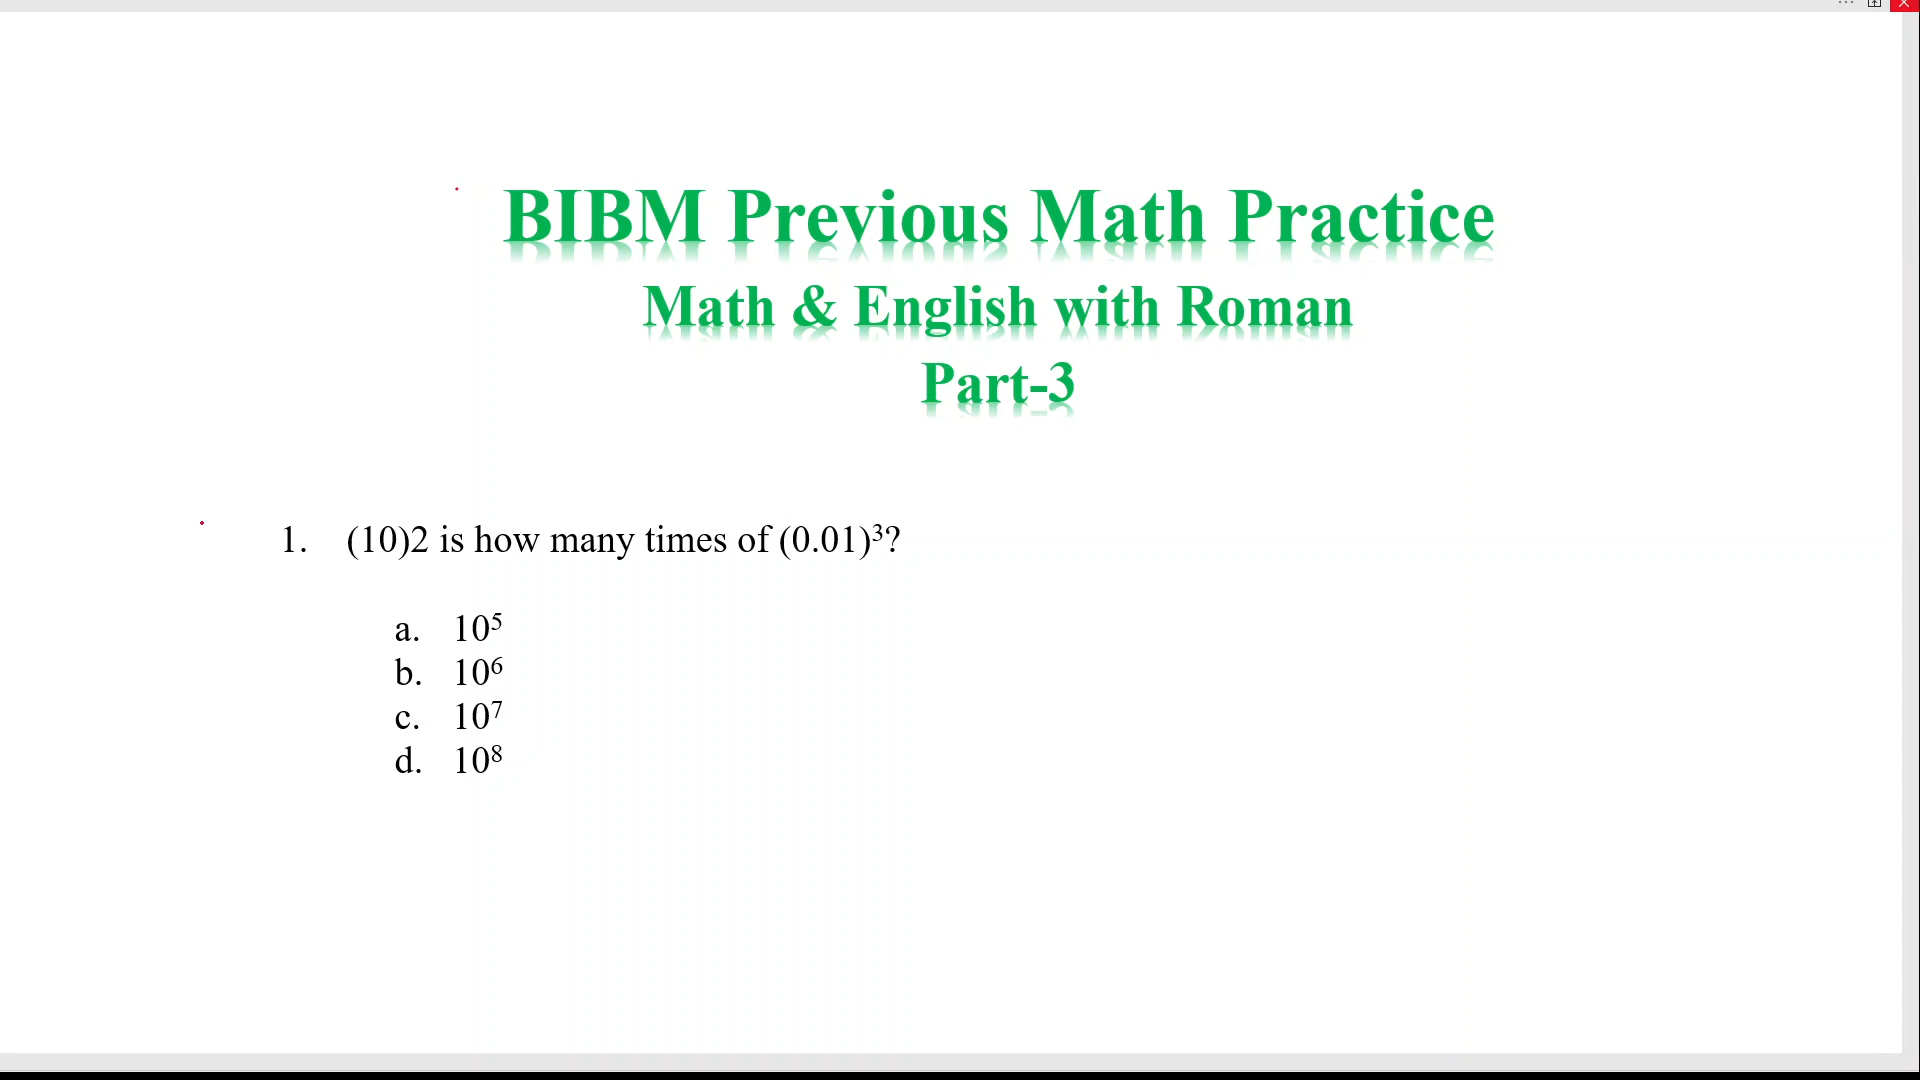 BIBM Previous Math Practice
Math & English with Roman
Part-3
1. (10)2 is how many times of (0.01)³?
a. 10⁵
b. 10⁶
c. 10⁷
d. 10⁸